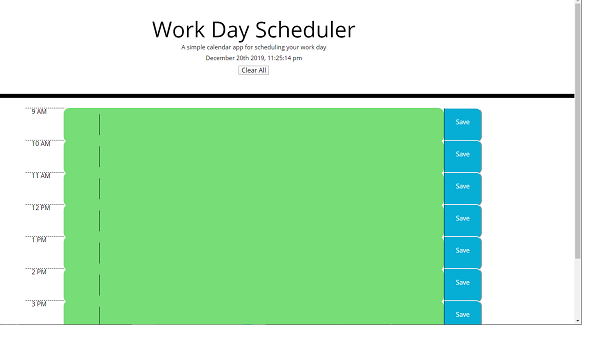 Work Day Scheduler
A simple calendar app for scheduling your work day
December 20th 2019, 11:25:14 pm
Clear All
9 AM
Save
10 AM
Save
11 AM
Save
12 PM
Save
1 PM
Save
2 PM
Save
3 PM
Save